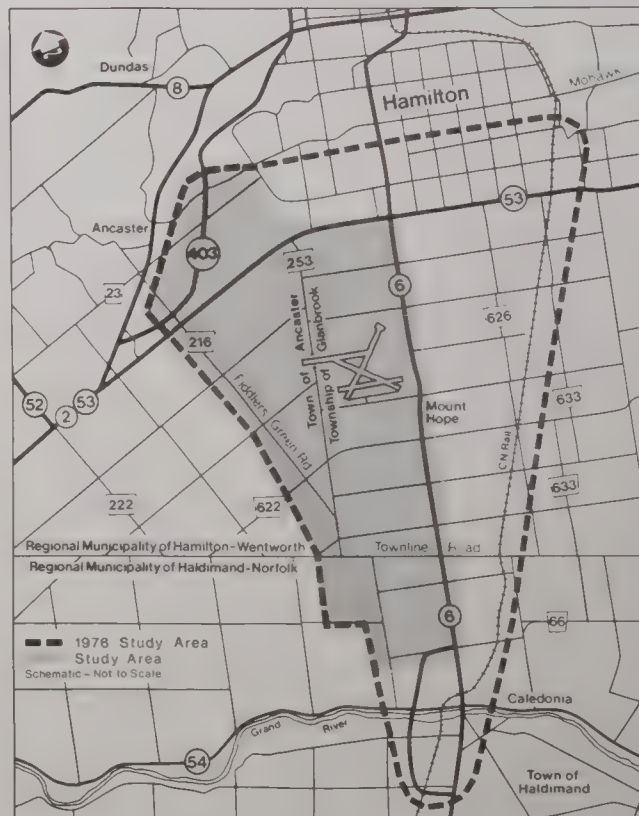 Dundas
8
Hamilton
Mohawk
Ancaster
53
403
253
23
6
216
Town of Ancaster
Township of Glanbrook
626
Fiddlers Green Rd
52
2
53
Mount Hope
633
CN Rail
222
622
633
Regional Municipality of Hamilton-Wentworth
Townline Road
Regional Municipality of Haldimand-Norfolk
6
66
1976 Study Area
Study Area
Schematic - Not to Scale
Caledonia
Grand River
54
Town of
Haldimand